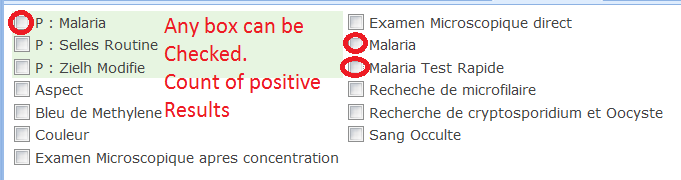 P : Malaria
P : Selles Routine
P : Zielh Modifie
Aspect
Bleu de Methylene
Couleur
Examen Microscopique apres concentration
Any box can be
Checked.
Count of positive
Results
Examen Microscopique direct
Malaria
Malaria Test Rapide
Recheche de microfilaire
Recherche de cryptosporidium et Oocyste
Sang Occulte